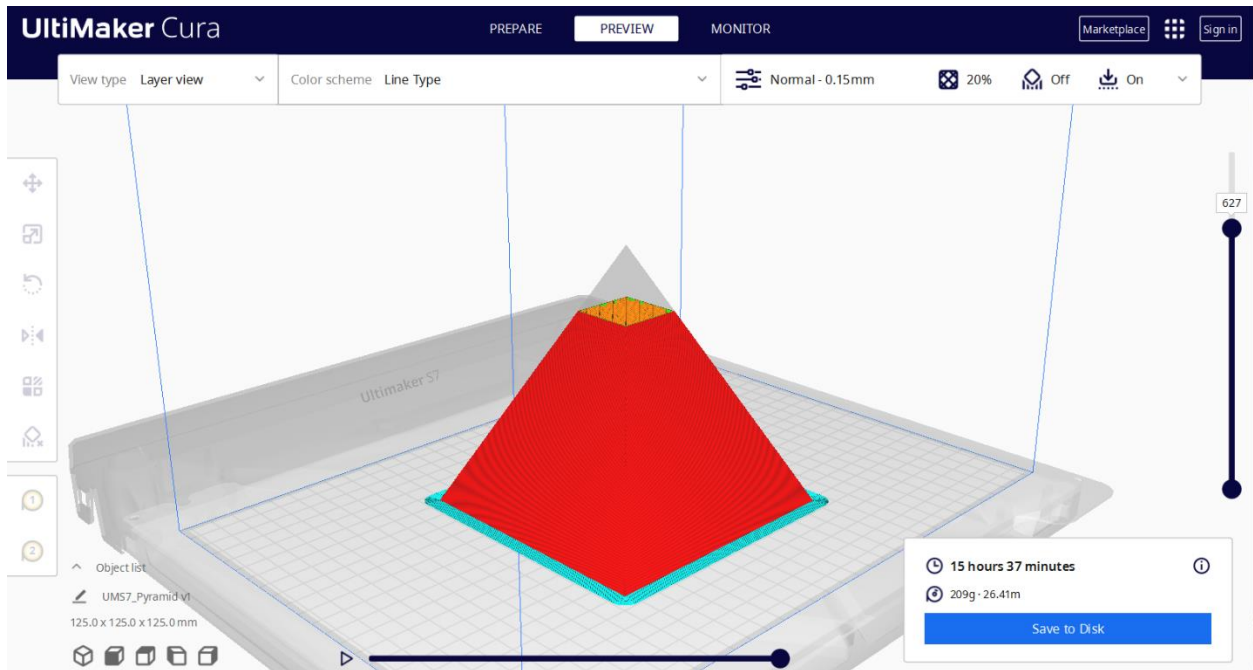 UltiMaker Cura
PREPARE
PREVIEW
MONITOR
Marketplace
Sign in
View type Layer view
Color scheme Line Type
Normal - 0.15mm
20%
Off
On
627
Ultimaker S7
1
2
Object list
UMS7_Pyramid v1
125.0 x 125.0 x 125.0 mm
15 hours 37 minutes
209g · 26.41m
Save to Disk